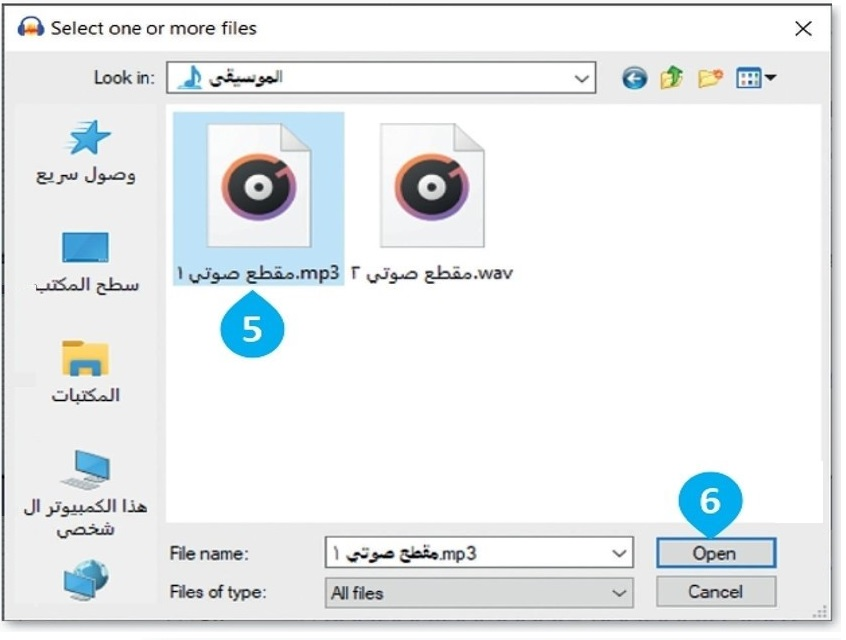 Select one or more files
Look in: الموسيقى
وصول سريع
سطح المكتب
المكتبات
هذا الكمبيوتر ال
شخصي
مقطع صوتي ١.mp3
مقطع صوتي ٢.wav
5
6
File name: مقطع صوتي ١.mp3
Open
Files of type: All files
Cancel